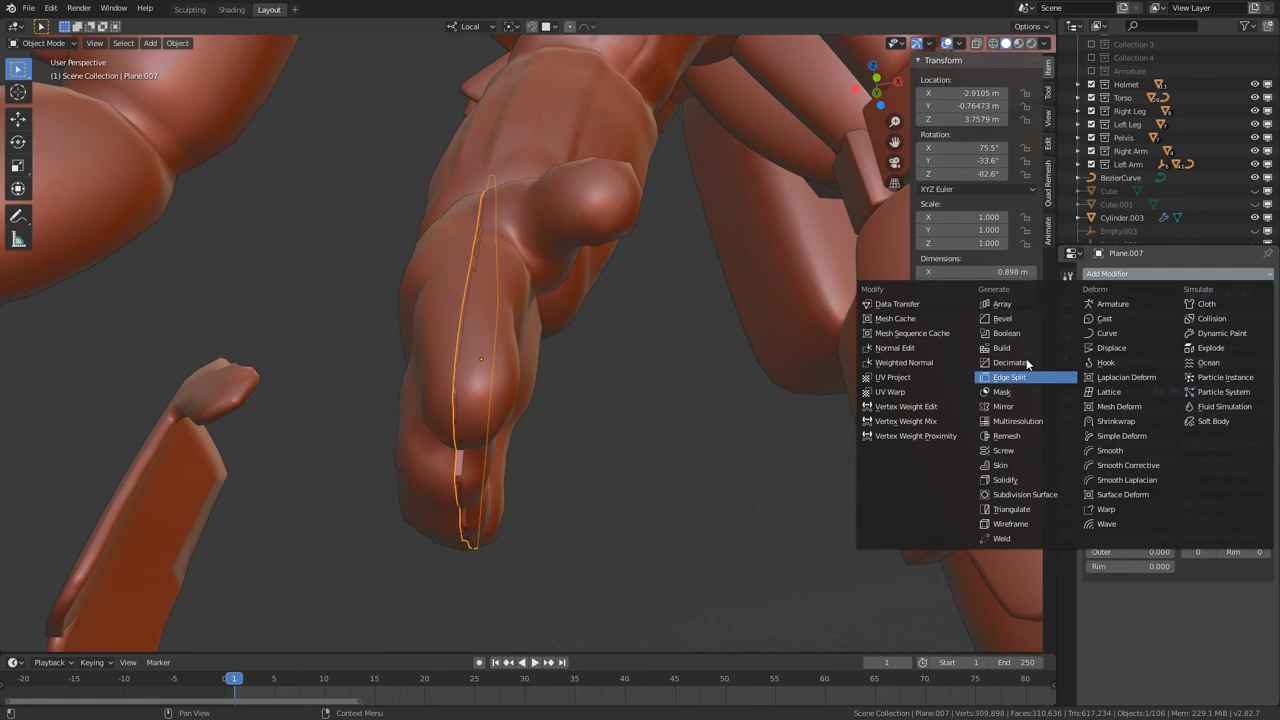 File Edit Render Window Help Sculpting Shading Layout + Scene View Layer
Local Options
Object Mode View Select Add Object
User Perspective
(1) Scene Collection | Plane.007
Transform
Location:
X -2.9105 m
Y -0.76473 m
Z 3.7579 m
Rotation:
X 75.5°
Y -33.6°
Z -82.6°
XYZ Euler
Scale:
X 1.000
Y 1.000
Z 1.000
Dimensions:
X 0.898 m
Item
Tool
View
Edit
Quad Remesh
Animate
Collection 3
Collection 4
Armature
Helmet
Torso
Right Leg
Left Leg
Pelvis
Right Arm
Left Arm
BezierCurve
Cube
Cube.001
Cylinder.003
Empty.003
Plane.007
Add Modifier
Modify
Data Transfer
Mesh Cache
Mesh Sequence Cache
Normal Edit
Weighted Normal
UV Project
UV Warp
Vertex Weight Edit
Vertex Weight Mix
Vertex Weight Proximity
Generate
Array
Bevel
Boolean
Build
Decimate
Edge Split
Mask
Mirror
Multiresolution
Remesh
Screw
Skin
Solidify
Subdivision Surface
Triangulate
Wireframe
Weld
Deform
Armature
Cast
Curve
Displace
Hook
Laplacian Deform
Lattice
Mesh Deform
Shrinkwrap
Simple Deform
Smooth
Smooth Corrective
Smooth Laplacian
Surface Deform
Warp
Wave
Simulate
Cloth
Collision
Dynamic Paint
Explode
Ocean
Particle Instance
Particle System
Fluid Simulation
Soft Body
Outer 0.000 0 Rim 0
Rim 0.000
Playback Keying View Marker 1 Start 1 End 250
-20 -15 -10 -5 0 1 5 10 15 20 25 30 35 40 45 50 55 60 65 70 75 80
Pan View Context Menu Scene Collection | Plane.007 | Verts:309,898 | Faces:310,636 | Tris:617,234 | Objects:1/106 | Mem: 229.1 MiB | v2.82.7